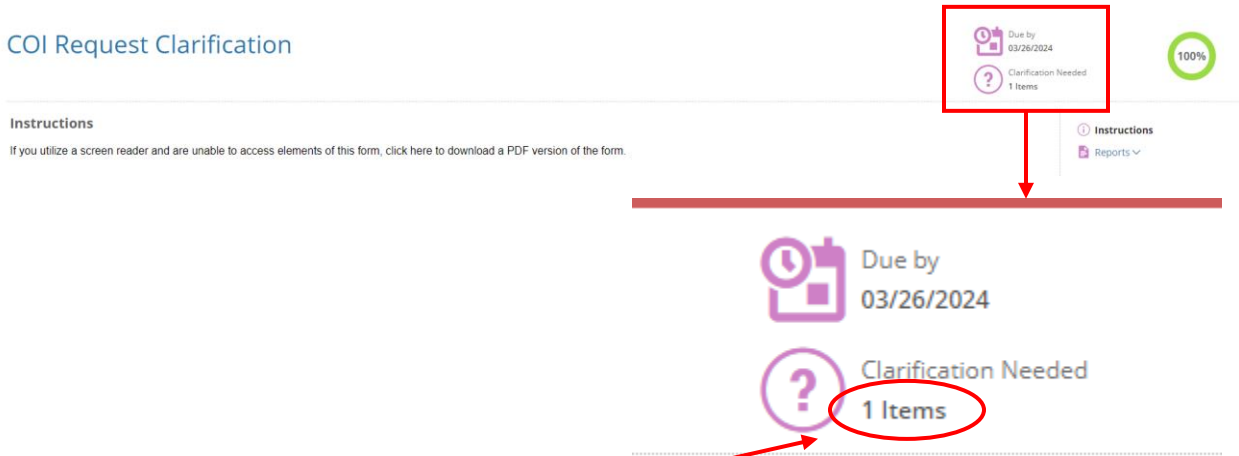 COI Request Clarification
Due by
03/26/2024
Clarification Needed
1 Items
100%
Instructions
If you utilize a screen reader and are unable to access elements of this form, click here to download a PDF version of the form.
Instructions
Reports
Due by
03/26/2024
Clarification Needed
1 Items